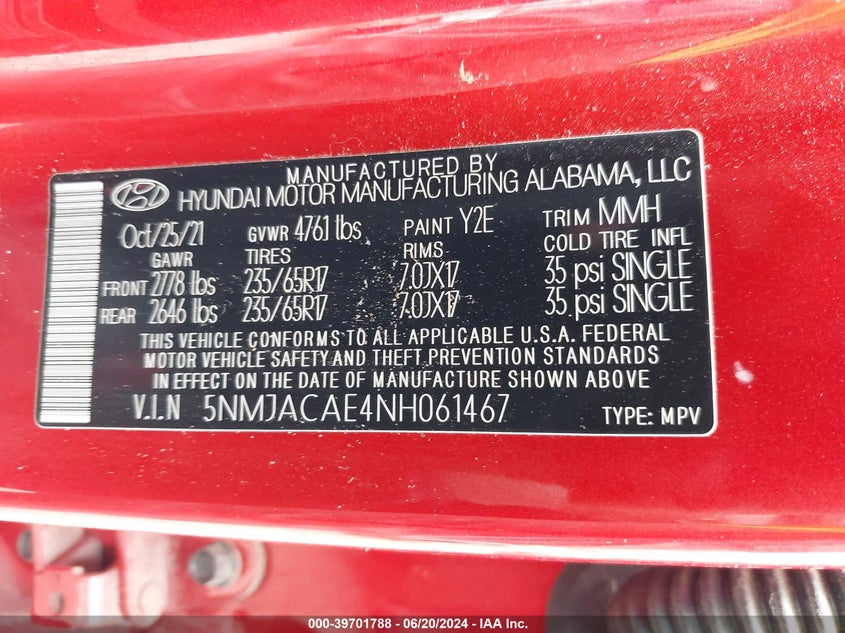 MANUFACTURED BY
HYUNDAI MOTOR MANUFACTURING ALABAMA, LLC
Oct/25/21 GVWR 4761 lbs PAINT Y2E TRIM MMH
GAWR TIRES RIMS COLD TIRE INFL
FRONT 2778 lbs 235/65R17 7.0JX17 35 psi SINGLE
REAR 2646 lbs 235/65R17 7.0JX17 35 psi SINGLE
THIS VEHICLE CONFORMS TO ALL APPLICABLE U.S.A. FEDERAL
MOTOR VEHICLE SAFETY AND THEFT PREVENTION STANDARDS
IN EFFECT ON THE DATE OF MANUFACTURE SHOWN ABOVE
V.I.N 5NMJACAE4NH061467 TYPE: MPV
000-39701788 - 06/20/2024 - IAA Inc.